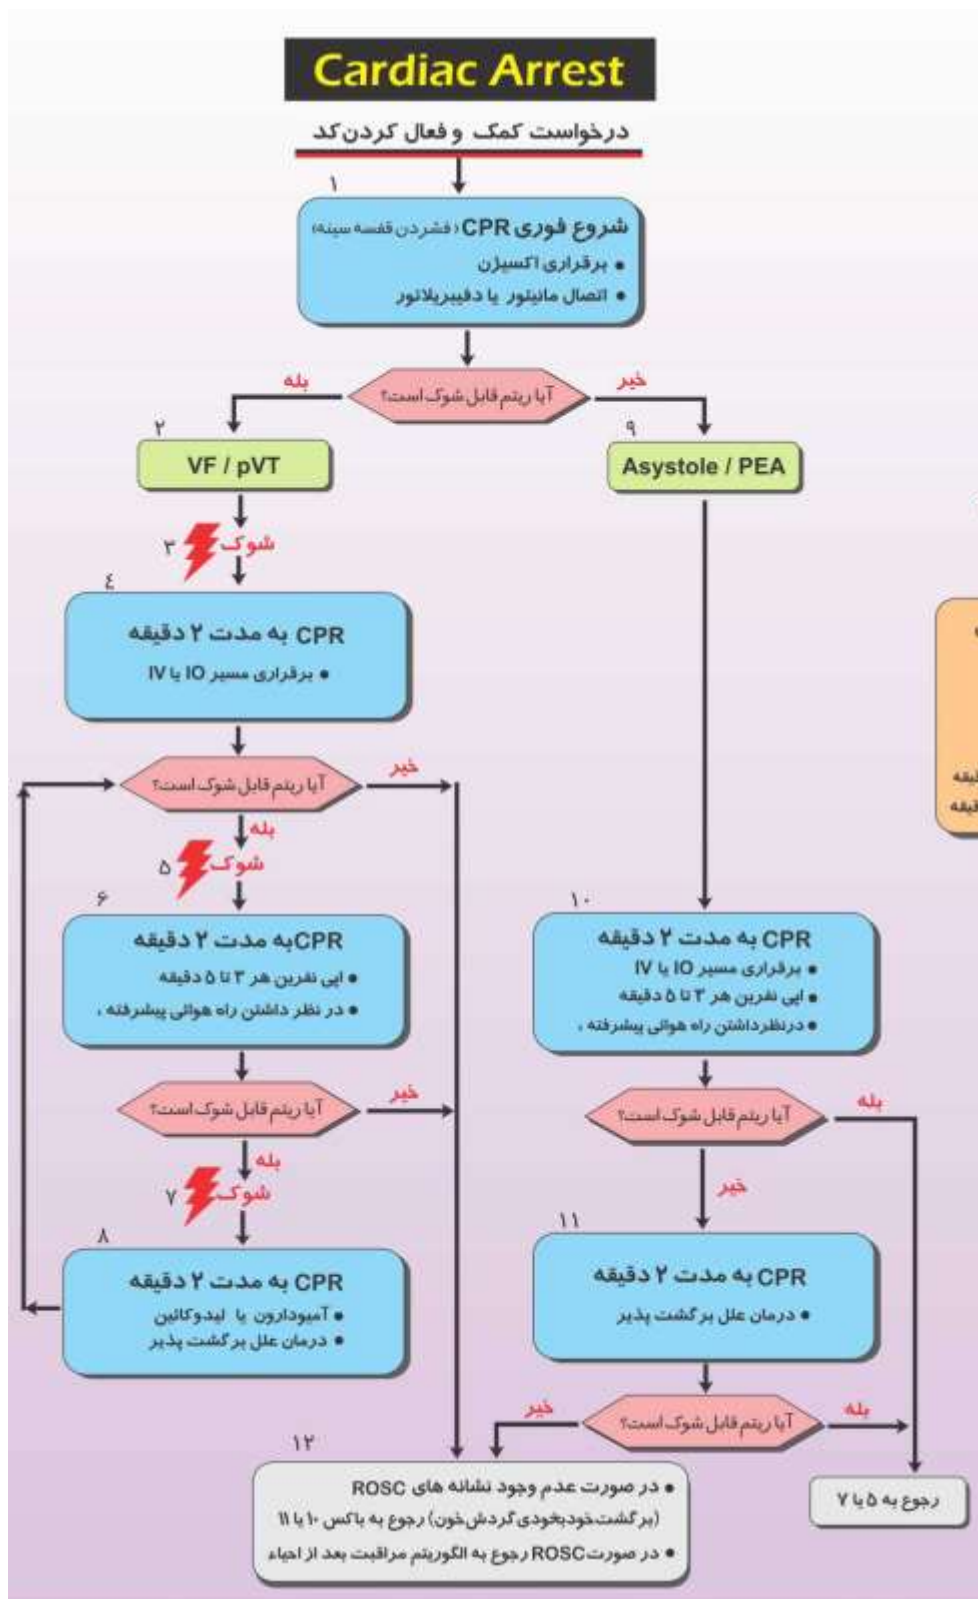 Cardiac Arrest
درخواست کمک و فعال کردن کد
۱
شروع فوری CPR (فشردن قفسه سینه)
• برقراری اکسیژن
• اتصال مانیتور یا دفیبریلاتور
آیا ریتم قابل شوک است؟
بله
خیر
۲
VF / pVT
۳
شوک
۴
CPR به مدت ۲ دقیقه
• برقراری مسیر IO یا IV
آیا ریتم قابل شوک است؟
خیر
بله
۵
شوک
۶
CPR به مدت ۲ دقیقه
• اپی نفرین هر ۳ تا ۵ دقیقه
• در نظر داشتن راه هوائی پیشرفته ،
آیا ریتم قابل شوک است؟
خیر
بله
۷
شوک
۸
CPR به مدت ۲ دقیقه
• آمیودارون یا لیدوکائین
• درمان علل برگشت پذیر
۹
Asystole / PEA
۱۰
CPR به مدت ۲ دقیقه
• برقراری مسیر IO یا IV
• اپی نفرین هر ۳ تا ۵ دقیقه
• درنظرداشتن راه هوائی پیشرفته ،
آیا ریتم قابل شوک است؟
بله
خیر
۱۱
CPR به مدت ۲ دقیقه
• درمان علل برگشت پذیر
آیا ریتم قابل شوک است؟
بله
خیر
۱۲
• در صورت عدم وجود نشانه های ROSC
(برگشت خودبخودی گردش خون) رجوع به باکس ۱۰ یا ۱۱
• در صورت ROSC رجوع به الگوریتم مراقبت بعد از احیاء
رجوع به ۵ یا ۷